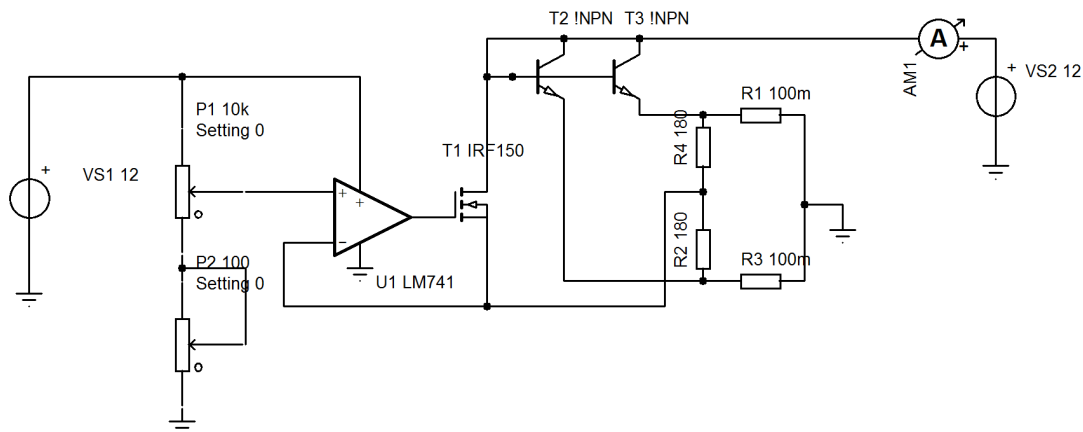 T2 !NPN T3 !NPN
A
+
AM1
+ VS2 12
P1 10k
Setting 0
R1 100m
R4 180
T1 IRF150
+
VS1 12
+
+
−
U1 LM741
P2 100
Setting 0
R2 180
R3 100m